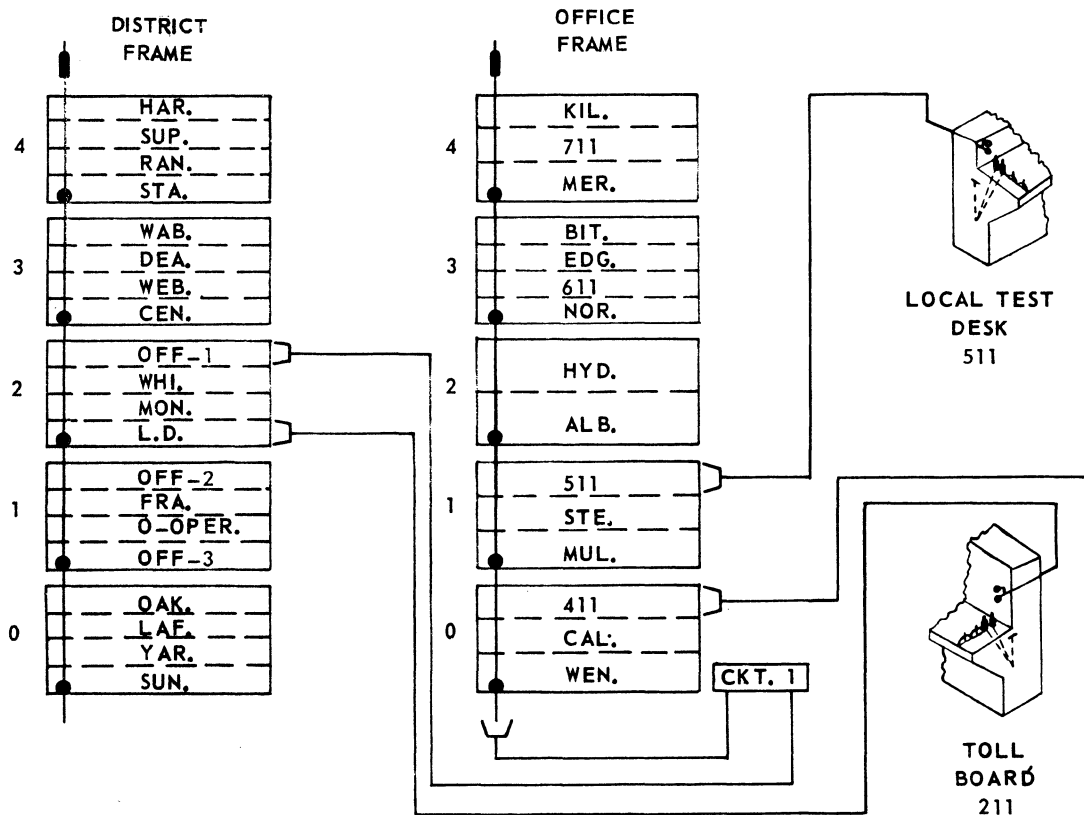 DISTRICT
FRAME
4
HAR.
SUP.
RAN.
STA.
3
WAB.
DEA.
WEB.
CEN.
2
OFF-1
WHI.
MON.
L.D.
1
OFF-2
FRA.
O-OPER.
OFF-3
0
OAK.
LAF.
YAR.
SUN.
OFFICE
FRAME
4
KIL.
711
MER.
3
BIT.
EDG.
611
NOR.
2
HYD.
ALB.
1
511
STE.
MUL.
0
411
CAL.
WEN.
CKT. 1
LOCAL TEST
DESK
511
TOLL
BOARD
211